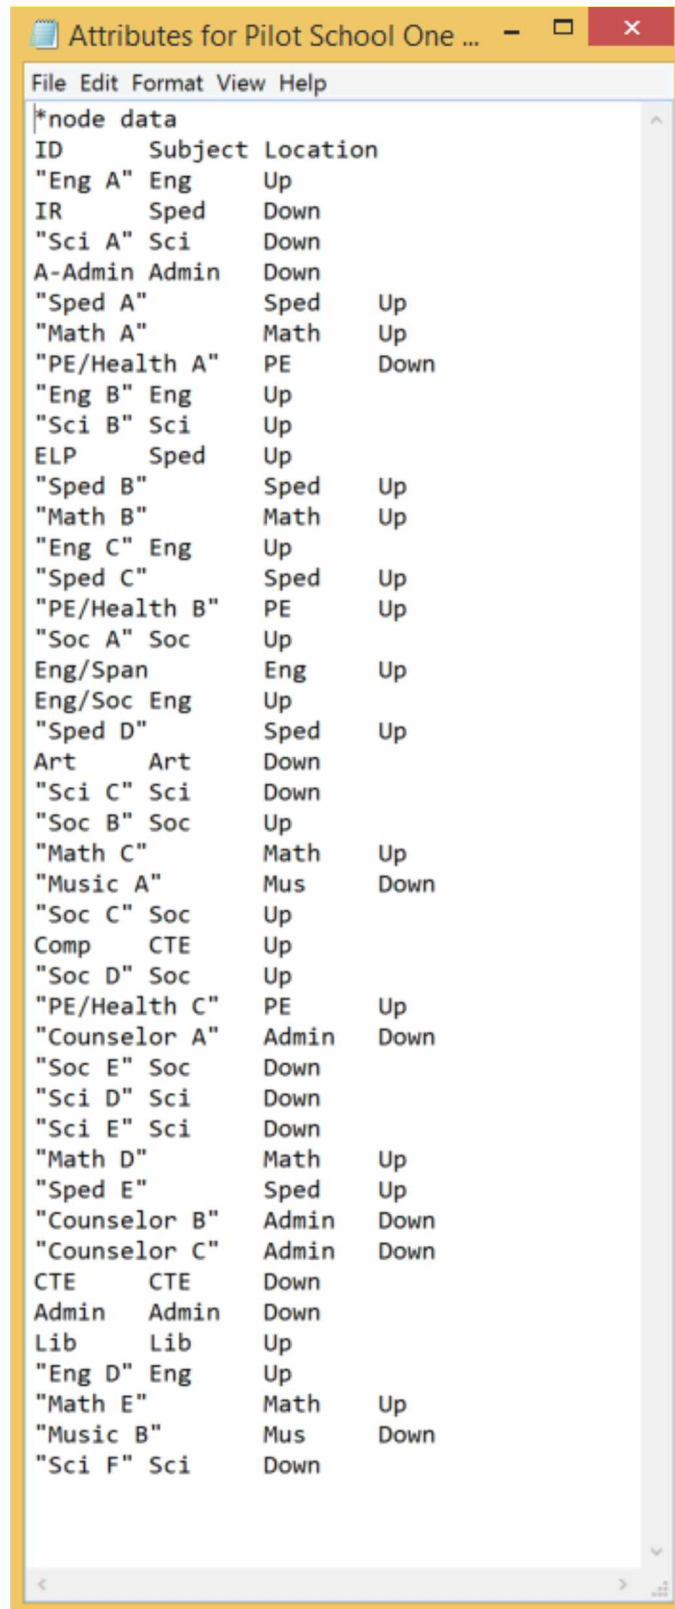 Attributes for Pilot School One ...
File Edit Format View Help
*node data
ID Subject Location
"Eng A" Eng Up
IR Sped Down
"Sci A" Sci Down
A-Admin Admin Down
"Sped A" Sped Up
"Math A" Math Up
"PE/Health A" PE Down
"Eng B" Eng Up
"Sci B" Sci Up
ELP Sped Up
"Sped B" Sped Up
"Math B" Math Up
"Eng C" Eng Up
"Sped C" Sped Up
"PE/Health B" PE Up
"Soc A" Soc Up
Eng/Span Eng Up
Eng/Soc Eng Up
"Sped D" Sped Up
Art Art Down
"Sci C" Sci Down
"Soc B" Soc Up
"Math C" Math Up
"Music A" Mus Down
"Soc C" Soc Up
Comp CTE Up
"Soc D" Soc Up
"PE/Health C" PE Up
"Counselor A" Admin Down
"Soc E" Soc Down
"Sci D" Sci Down
"Sci E" Sci Down
"Math D" Math Up
"Sped E" Sped Up
"Counselor B" Admin Down
"Counselor C" Admin Down
CTE CTE Down
Admin Admin Down
Lib Lib Up
"Eng D" Eng Up
"Math E" Math Up
"Music B" Mus Down
"Sci F" Sci Down